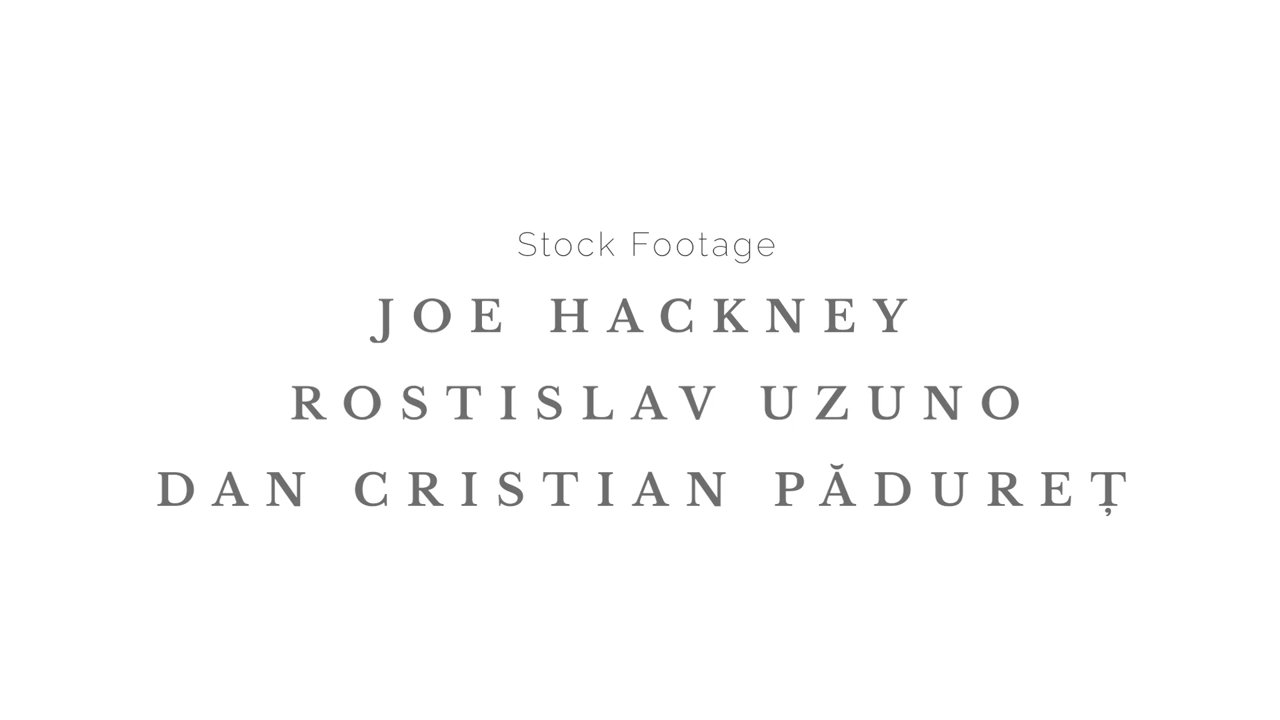 Stock Footage
JOE HACKNEY
ROSTISLAV UZUNO
DAN CRISTIAN PĂDUREȚ